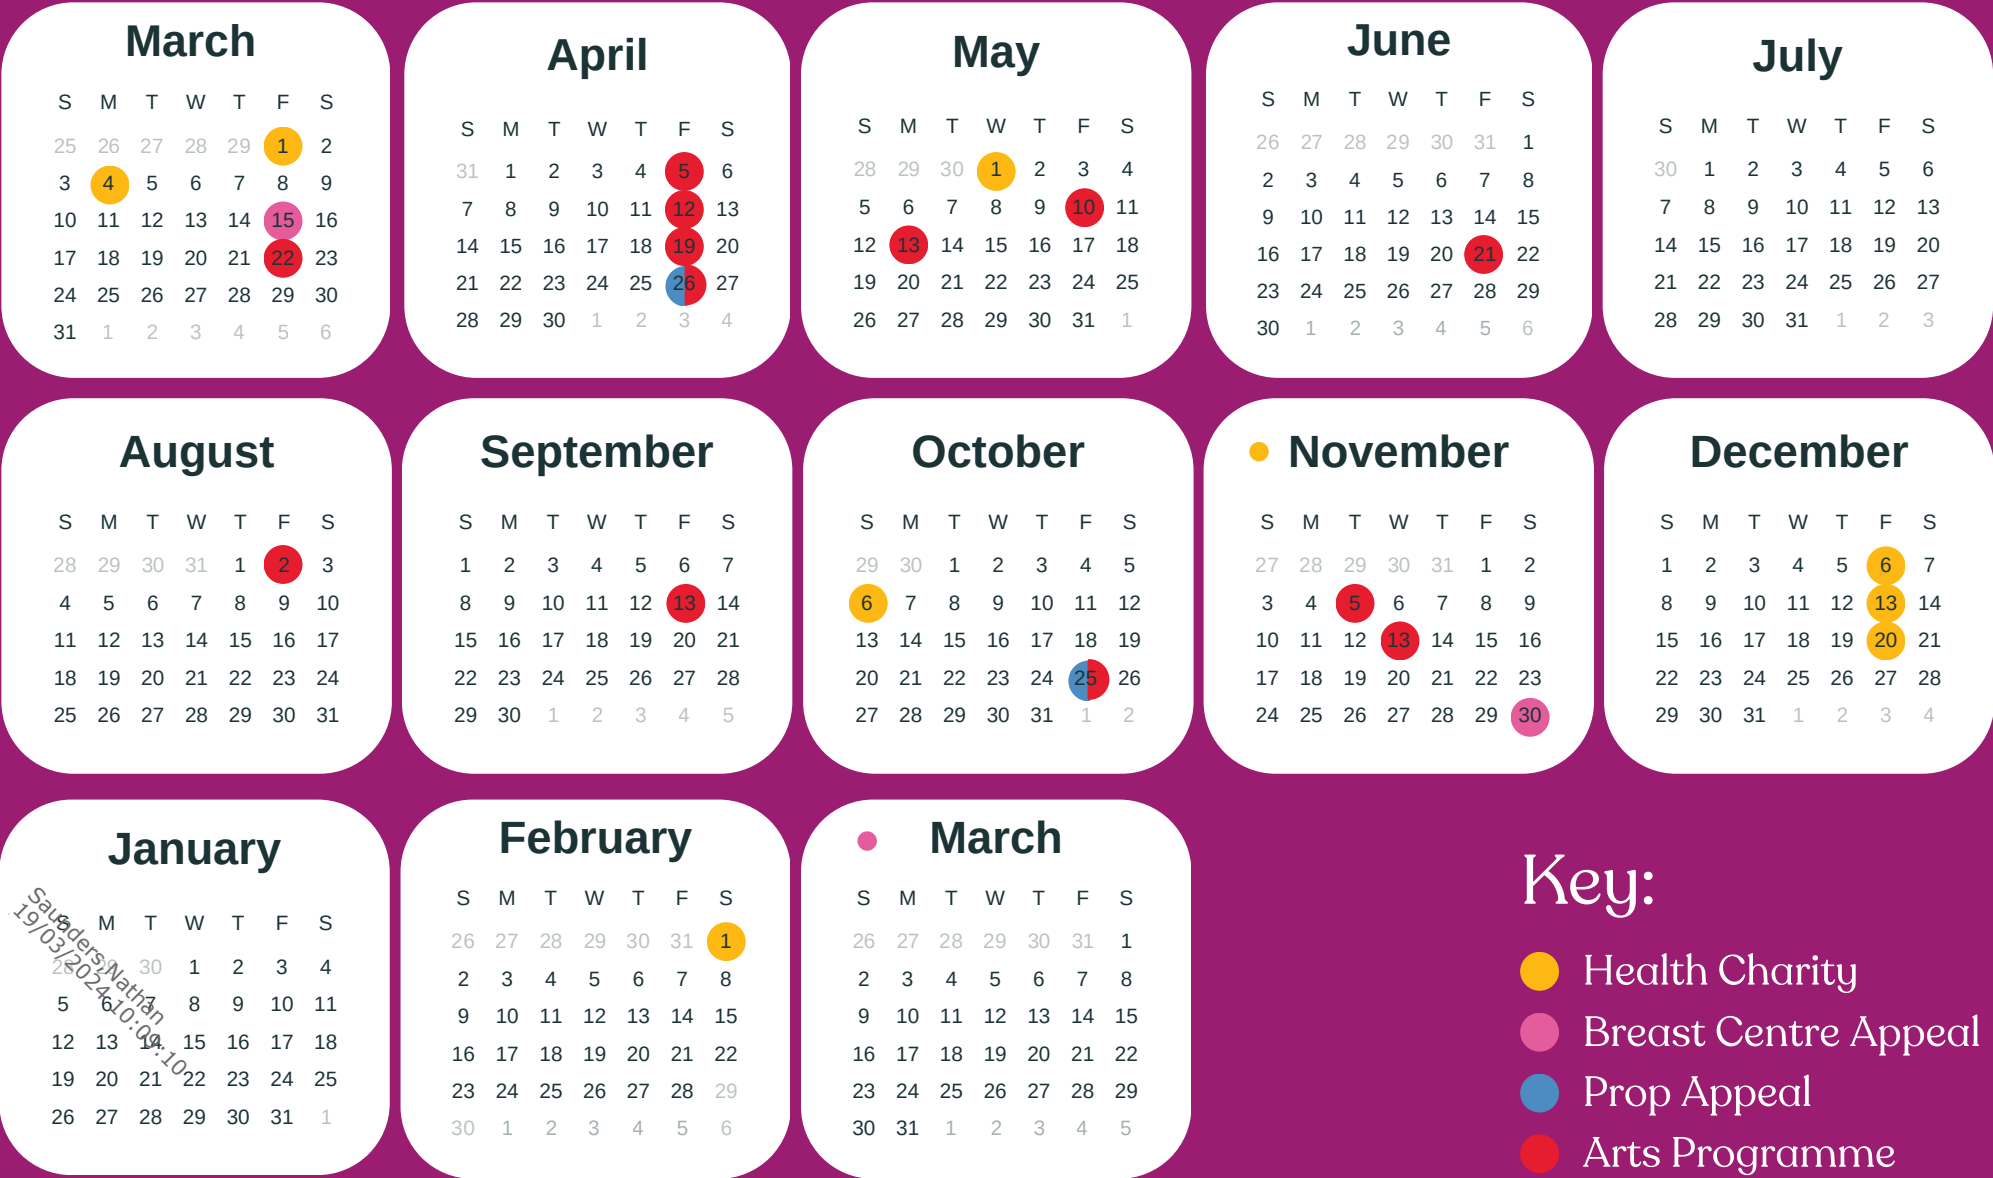 March
S M T W T F S
25 26 27 28 29 1 2
3 4 5 6 7 8 9
10 11 12 13 14 15 16
17 18 19 20 21 22 23
24 25 26 27 28 29 30
31 1 2 3 4 5 6
April
S M T W T F S
31 1 2 3 4 5 6
7 8 9 10 11 12 13
14 15 16 17 18 19 20
21 22 23 24 25 26 27
28 29 30 1 2 3 4
May
S M T W T F S
28 29 30 1 2 3 4
5 6 7 8 9 10 11
12 13 14 15 16 17 18
19 20 21 22 23 24 25
26 27 28 29 30 31 1
June
S M T W T F S
26 27 28 29 30 31 1
2 3 4 5 6 7 8
9 10 11 12 13 14 15
16 17 18 19 20 21 22
23 24 25 26 27 28 29
30 1 2 3 4 5 6
July
S M T W T F S
30 1 2 3 4 5 6
7 8 9 10 11 12 13
14 15 16 17 18 19 20
21 22 23 24 25 26 27
28 29 30 31 1 2 3
August
S M T W T F S
28 29 30 31 1 2 3
4 5 6 7 8 9 10
11 12 13 14 15 16 17
18 19 20 21 22 23 24
25 26 27 28 29 30 31
September
S M T W T F S
1 2 3 4 5 6 7
8 9 10 11 12 13 14
15 16 17 18 19 20 21
22 23 24 25 26 27 28
29 30 1 2 3 4 5
October
S M T W T F S
29 30 1 2 3 4 5
6 7 8 9 10 11 12
13 14 15 16 17 18 19
20 21 22 23 24 25 26
27 28 29 30 31 1 2
November
S M T W T F S
27 28 29 30 31 1 2
3 4 5 6 7 8 9
10 11 12 13 14 15 16
17 18 19 20 21 22 23
24 25 26 27 28 29 30
December
S M T W T F S
1 2 3 4 5 6 7
8 9 10 11 12 13 14
15 16 17 18 19 20 21
22 23 24 25 26 27 28
29 30 31 1 2 3 4
January
S M T W T F S
28 29 30 1 2 3 4
5 6 7 8 9 10 11
12 13 14 15 16 17 18
19 20 21 22 23 24 25
26 27 28 29 30 31 1
Saunders,Nathan
19/03/2024 10:09:10
February
S M T W T F S
26 27 28 29 30 31 1
2 3 4 5 6 7 8
9 10 11 12 13 14 15
16 17 18 19 20 21 22
23 24 25 26 27 28 29
30 1 2 3 4 5 6
March
S M T W T F S
26 27 28 29 30 31 1
2 3 4 5 6 7 8
9 10 11 12 13 14 15
16 17 18 19 20 21 22
23 24 25 26 27 28 29
30 31 1 2 3 4 5
Key:
Health Charity
Breast Centre Appeal
Prop Appeal
Arts Programme